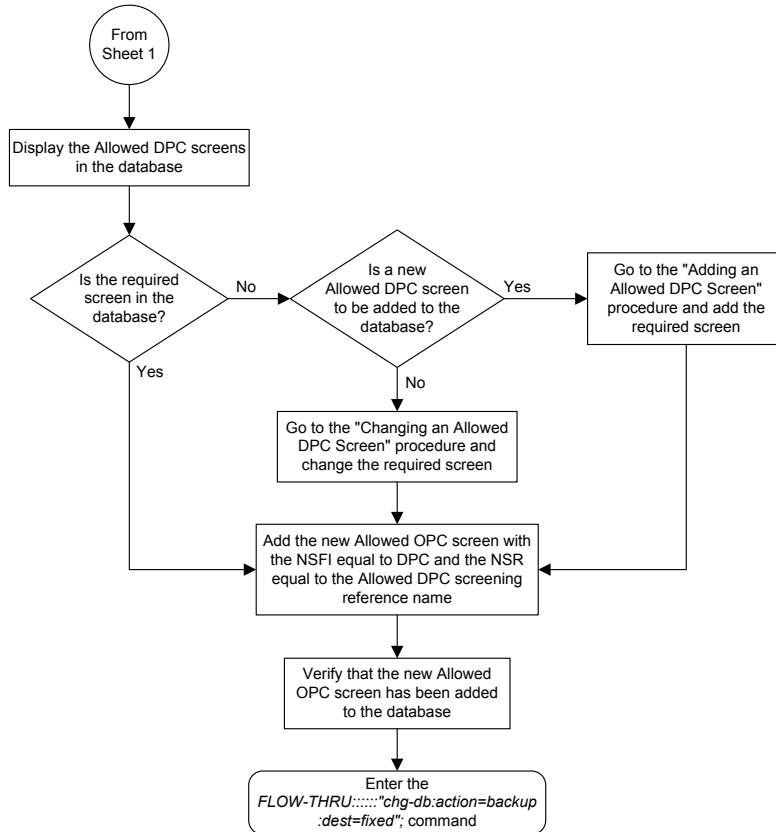 From
Sheet 1
Display the Allowed DPC screens
in the database
Is the required
screen in the
database?
No
Yes
Is a new
Allowed DPC screen
to be added to the
database?
Yes
No
Go to the "Adding an
Allowed DPC Screen"
procedure and add the
required screen
Go to the "Changing an Allowed
DPC Screen" procedure and
change the required screen
Add the new Allowed OPC screen with
the NSFI equal to DPC and the NSR
equal to the Allowed DPC screening
reference name
Verify that the new Allowed
OPC screen has been added
to the database
Enter the
FLOW-THRU::::::"chg-db:action=backup
:dest=fixed"; command